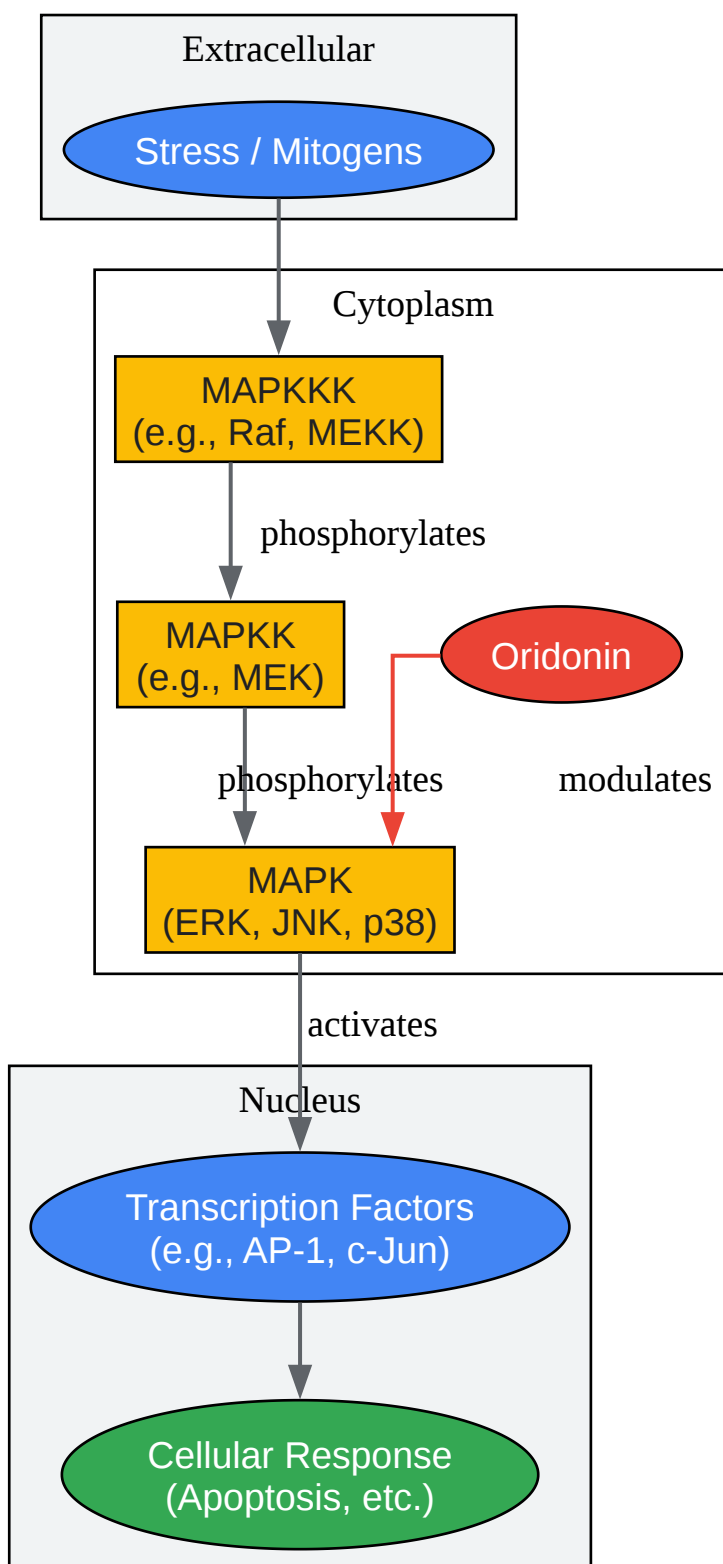 Extracellular
Stress / Mitogens
Cytoplasm
MAPKKK
(e.g., Raf, MEKK)
phosphorylates
MAPKK
(e.g., MEK)
Oridonin
phosphorylates
modulates
MAPK
(ERK, JNK, p38)
activates
Nucleus
Transcription Factors
(e.g., AP-1, c-Jun)
Cellular Response
(Apoptosis, etc.)